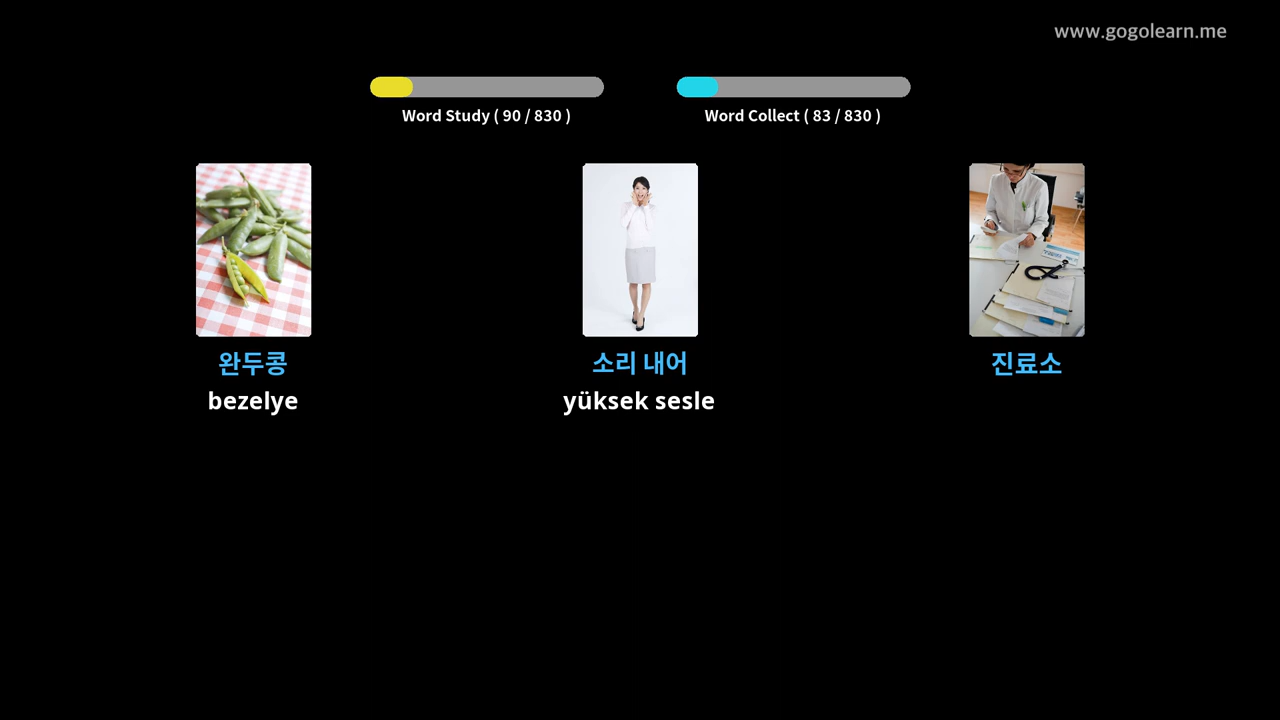 www.gogolearn.me
Word Study ( 90 / 830 )
Word Collect ( 83 / 830 )
완두콩
bezelye
소리 내어
yüksek sesle
진료소